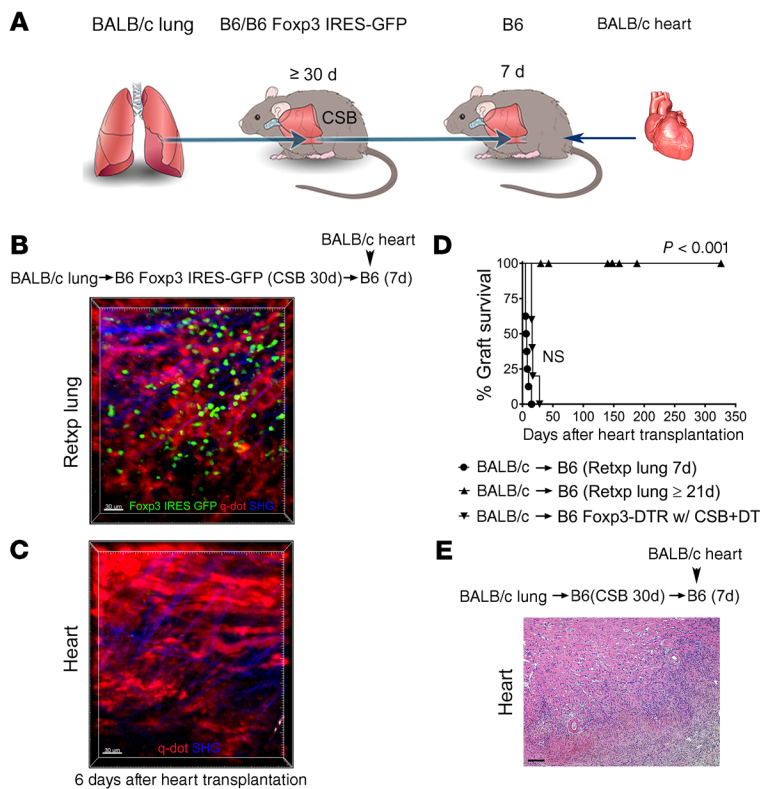 A
BALB/c lung
B6/B6 Foxp3 IRES-GFP
B6
BALB/c heart
≥ 30 d
7 d
CSB
B
BALB/c heart
BALB/c lung→B6 Foxp3 IRES-GFP (CSB 30d)→B6 (7d)
Retxp lung
30 µm
Foxp3 IRES GFP q-dot SHG
C
Heart
30 µm
q-dot SHG
6 days after heart transplantation
D
P < 0.001
% Graft survival
100
75
50
25
0
NS
0 50 100 150 200 250 300 350
Days after heart transplantation
BALB/c → B6 (Retxp lung 7d)
BALB/c → B6 (Retxp lung ≥ 21d)
BALB/c → B6 Foxp3-DTR w/ CSB+DT
E
BALB/c heart
BALB/c lung →B6(CSB 30d) →B6 (7d)
Heart